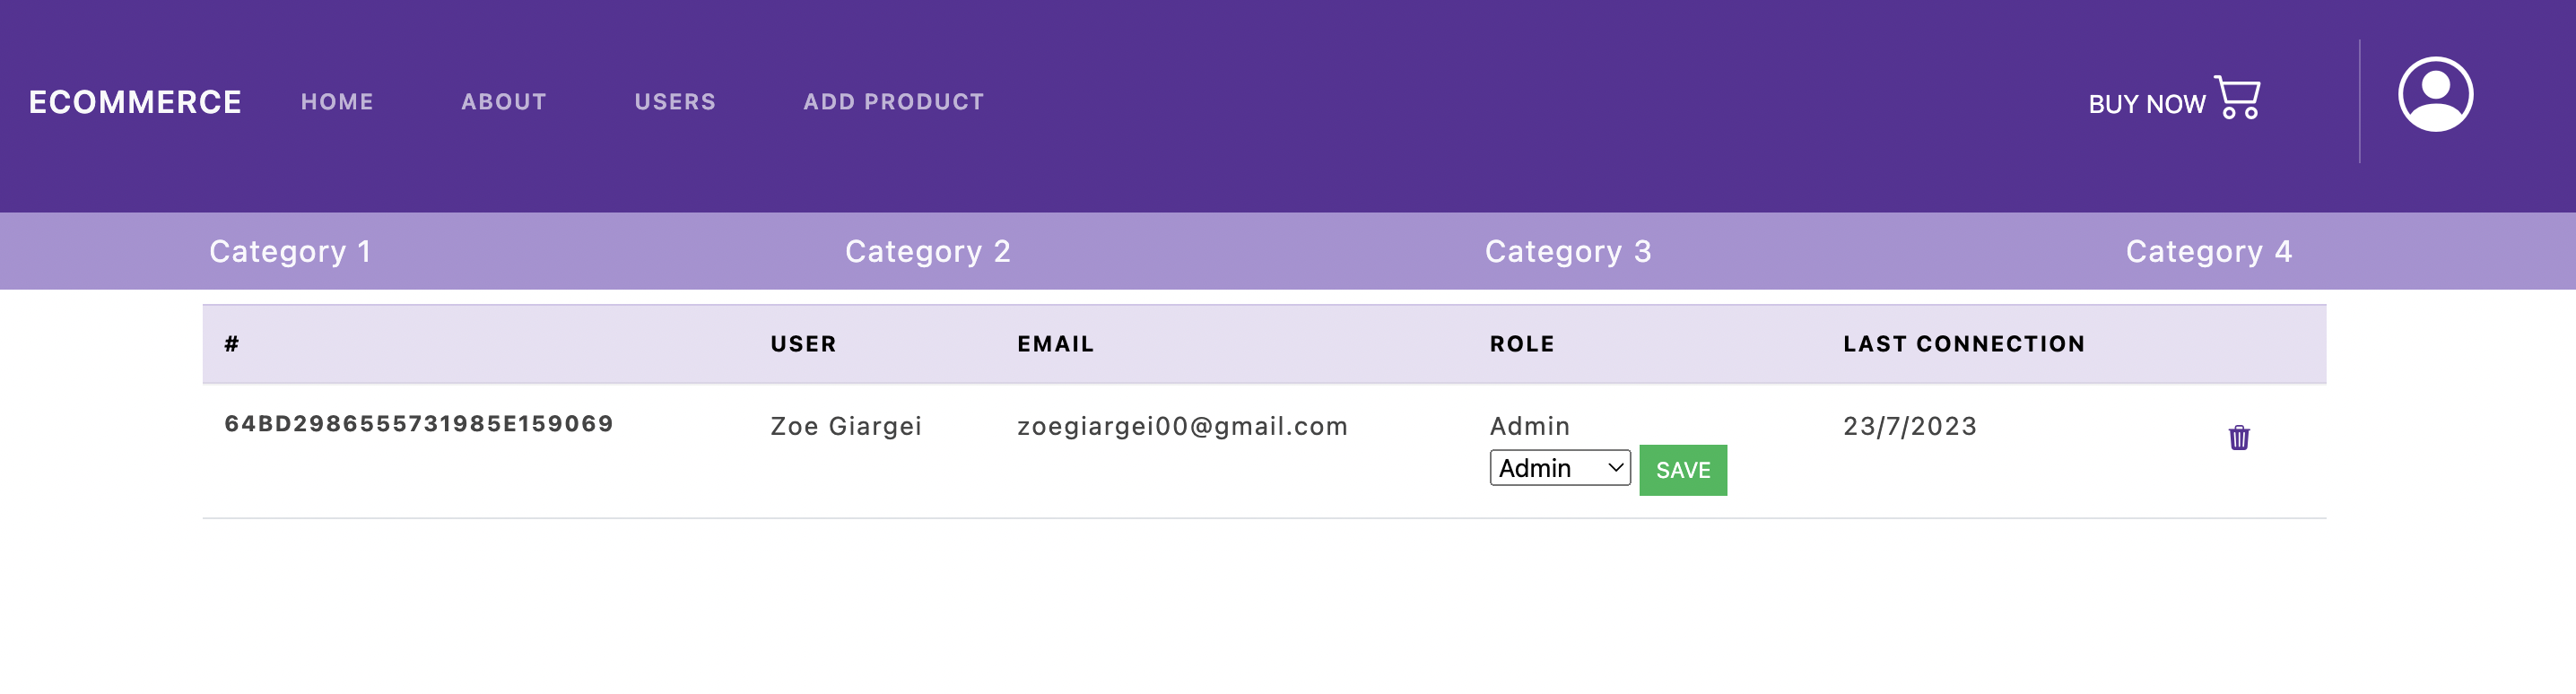 ECOMMERCE HOME ABOUT USERS ADD PRODUCT BUY NOW
Category 1 Category 2 Category 3 Category 4
# USER EMAIL ROLE LAST CONNECTION
64BD2986555731985E159069 Zoe Giargei zoegiargei00@gmail.com Admin 23/7/2023
Admin SAVE